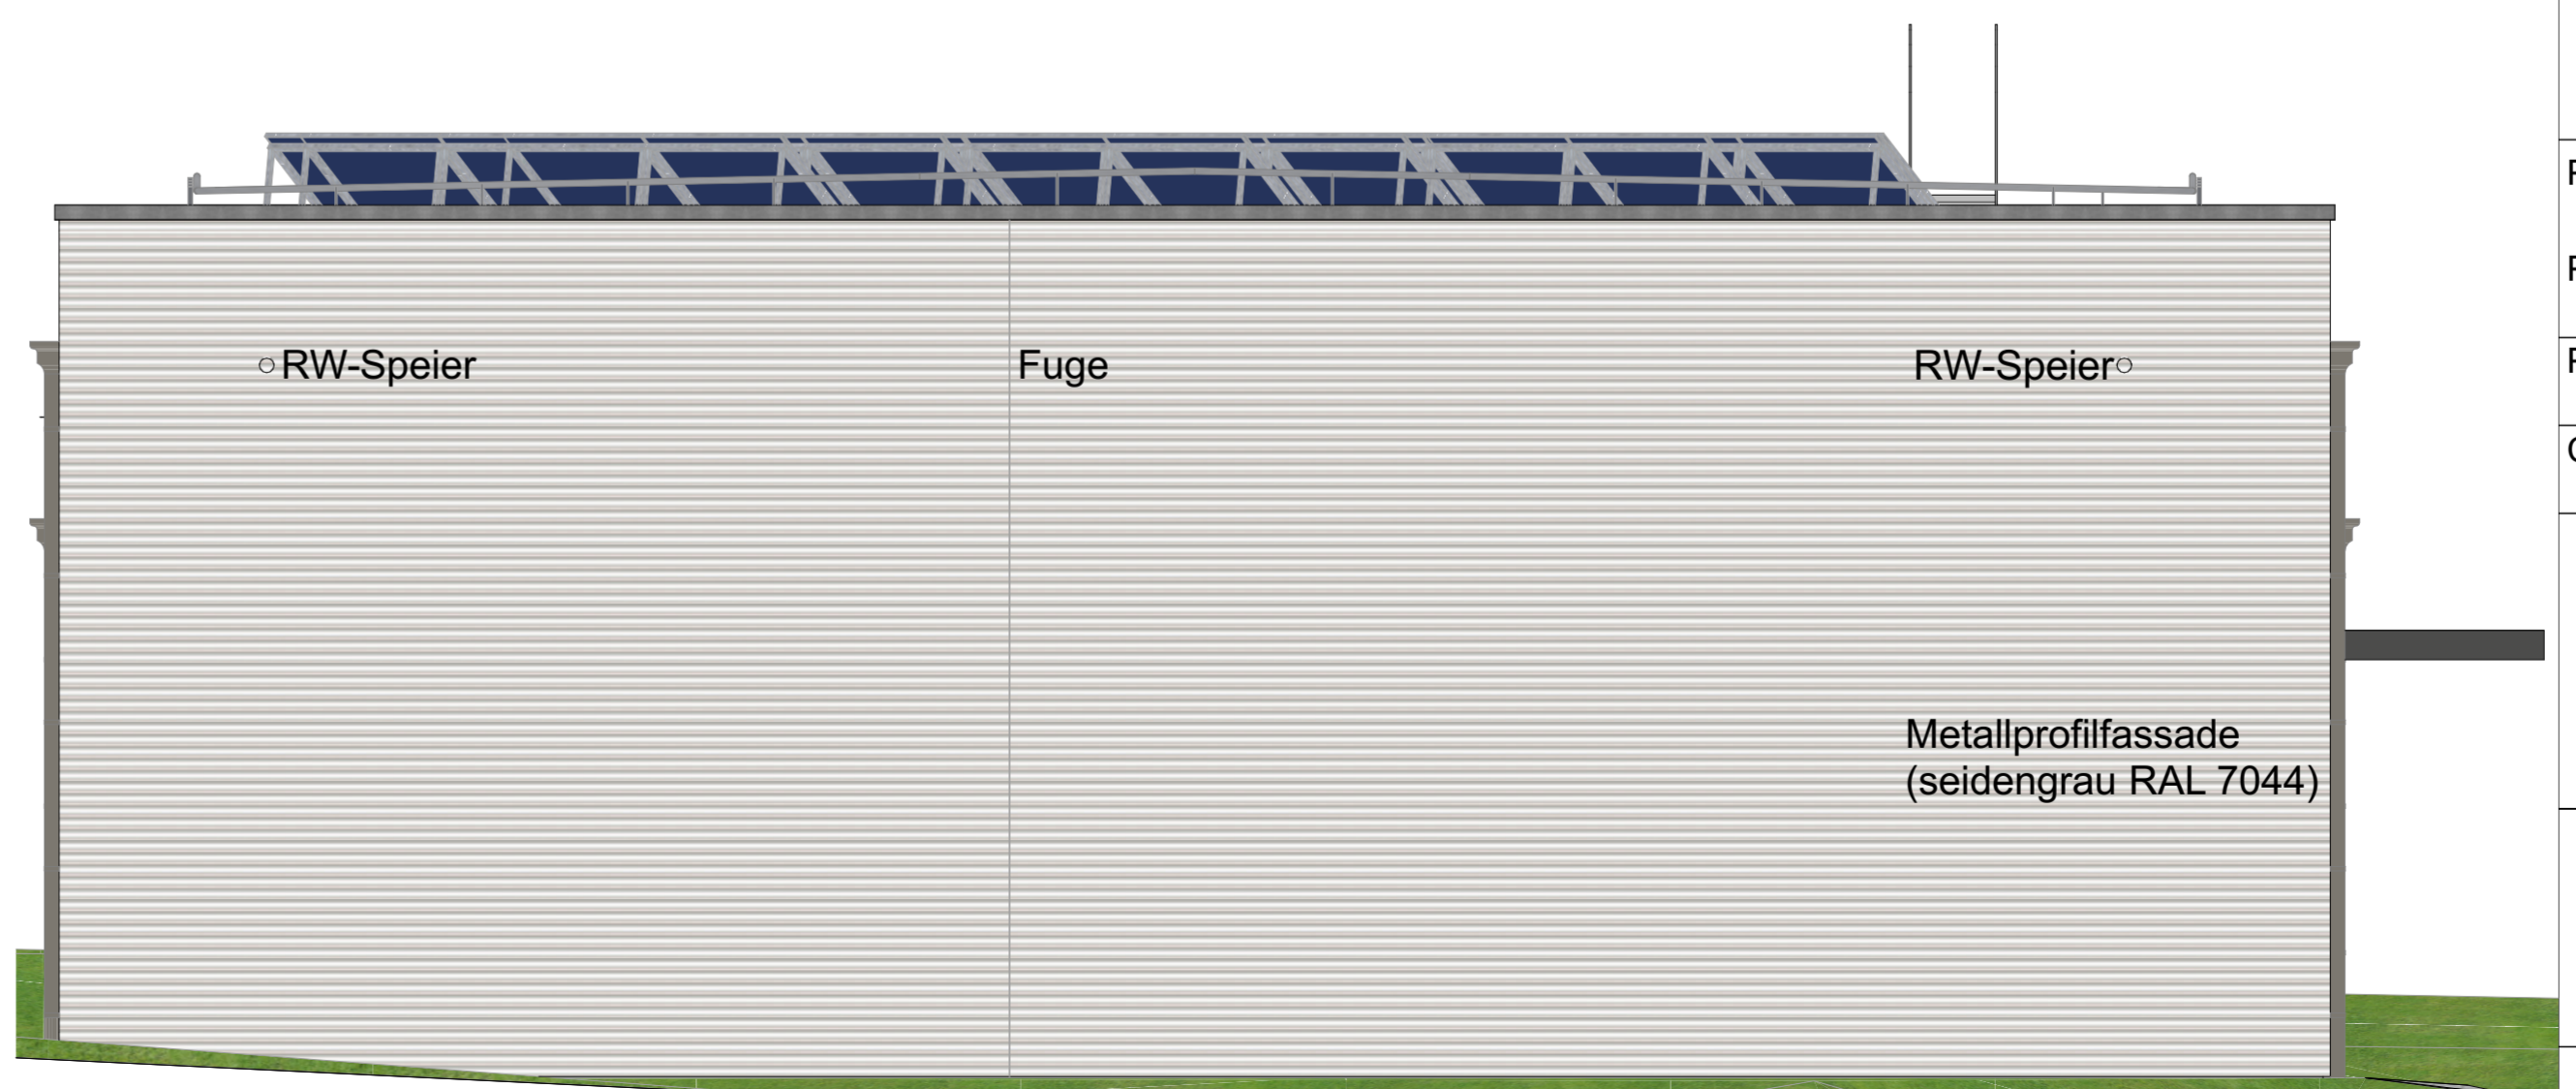 RW-Speier
Fuge
RW-Speier
Metallprofilfassade
(seidengrau RAL 7044)